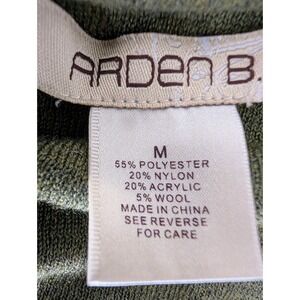 ARDEN B.
M
55% POLYESTER
20% NYLON
20% ACRYLIC
5% WOOL
MADE IN CHINA
SEE REVERSE
FOR CARE